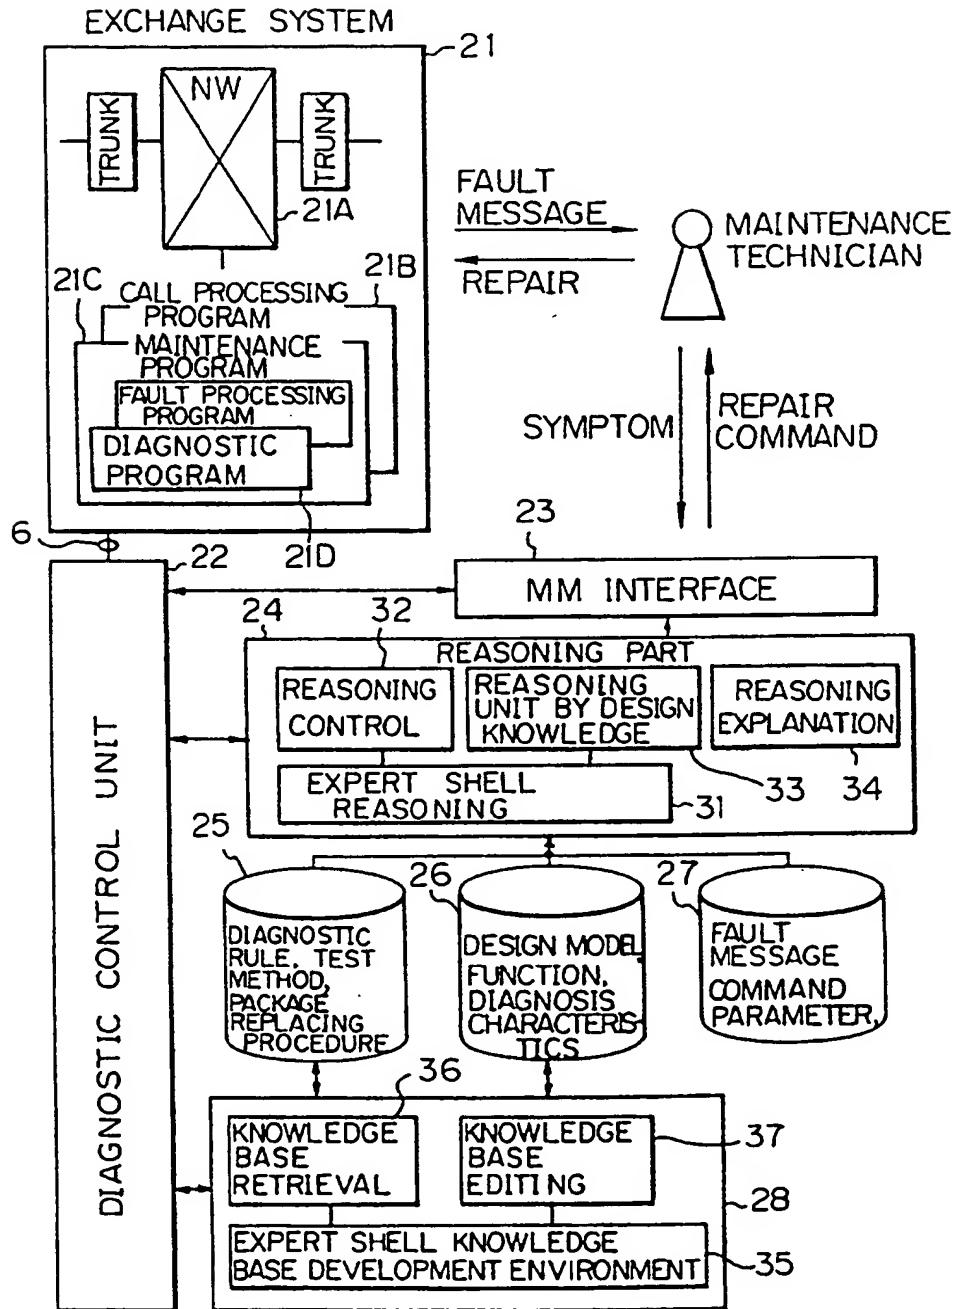 EXCHANGE SYSTEM
21
NW
TRUNK
TRUNK
21A
FAULT
MESSAGE
REPAIR
MAINTENANCE
TECHNICIAN
21C
21B
CALL PROCESSING
PROGRAM
MAINTENANCE
PROGRAM
FAULT PROCESSING
PROGRAM
DIAGNOSTIC
PROGRAM
SYMPTOM
REPAIR
COMMAND
6
22
21D
23
MM INTERFACE
24
32
REASONING PART
REASONING
CONTROL
REASONING
UNIT BY DESIGN
KNOWLEDGE
REASONING
EXPLANATION
EXPERT SHELL
REASONING
31
33
34
DIAGNOSTIC CONTROL UNIT
25
26
27
DIAGNOSTIC
RULE, TEST
METHOD,
PACKAGE
REPLACING
PROCEDURE
DESIGN MODEL,
FUNCTION,
DIAGNOSIS
CHARACTERIS-
TICS
FAULT
MESSAGE
COMMAND
PARAMETER,
36
KNOWLEDGE
BASE
RETRIEVAL
KNOWLEDGE
BASE
EDITING
37
28
EXPERT SHELL KNOWLEDGE
BASE DEVELOPMENT ENVIRONMENT
35